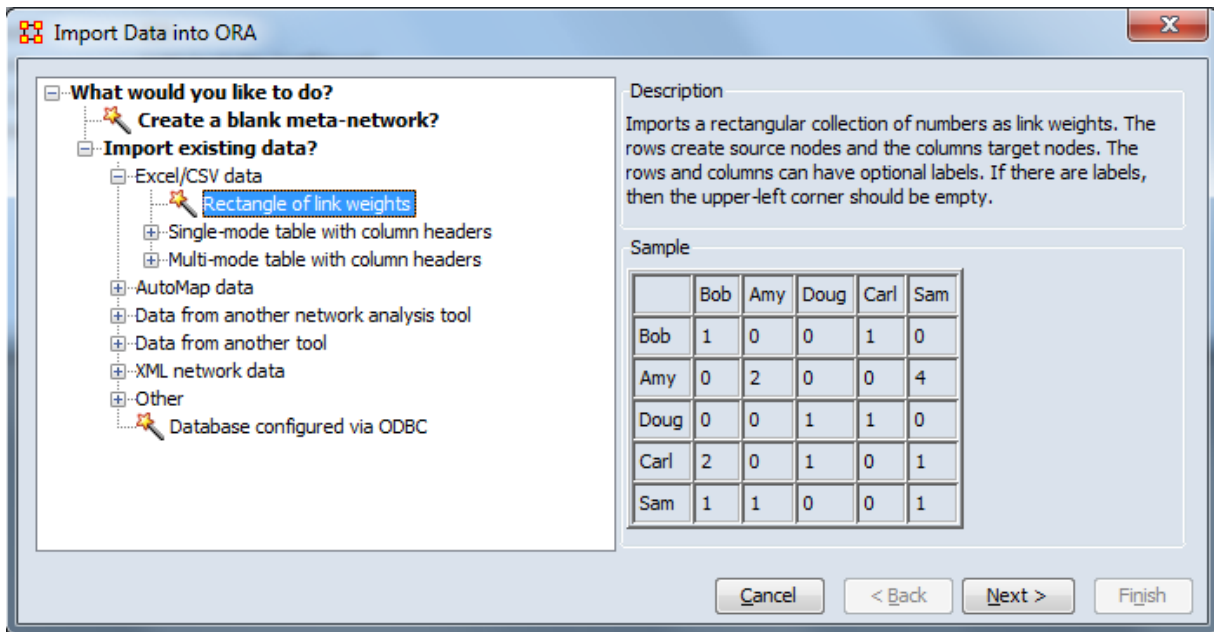 Import Data into ORA
What would you like to do?
Create a blank meta-network?
Import existing data?
Excel/CSV data
Rectangle of link weights
Single-mode table with column headers
Multi-mode table with column headers
AutoMap data
Data from another network analysis tool
Data from another tool
XML network data
Other
Database configured via ODBC
Description
Imports a rectangular collection of numbers as link weights. The
rows create source nodes and the columns target nodes. The
rows and columns can have optional labels. If there are labels,
then the upper-left corner should be empty.
Sample
Bob Amy Doug Carl Sam
Bob 1 0 0 1 0
Amy 0 2 0 0 4
Doug 0 0 1 1 0
Carl 2 0 1 0 1
Sam 1 1 0 0 1
Cancel < Back Next > Finish